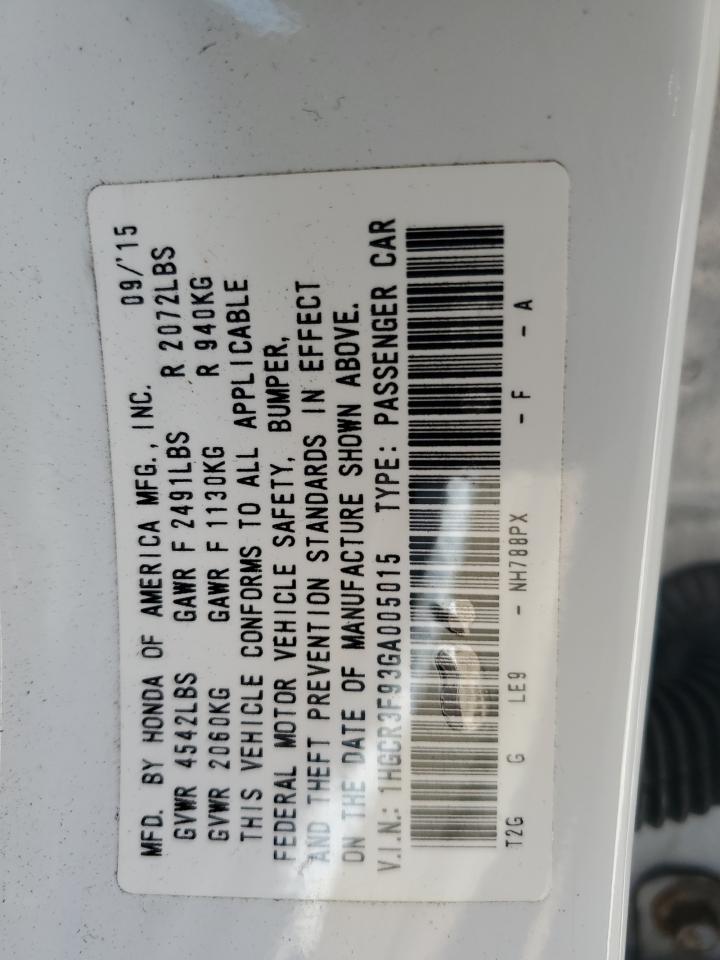 MFD. BY HONDA OF AMERICA MFG., INC. 09/'15
GVWR 4542LBS GAWR F 2491LBS R 2072LBS
GVWR 2060KG GAWR F 1130KG R 940KG
THIS VEHICLE CONFORMS TO ALL APPLICABLE
FEDERAL MOTOR VEHICLE SAFETY, BUMPER,
AND THEFT PREVENTION STANDARDS IN EFFECT
ON THE DATE OF MANUFACTURE SHOWN ABOVE.
V.I.N.: 1HGCR3F93GA005015 TYPE: PASSENGER CAR
T2G G LE9 - NH788PX - F - A